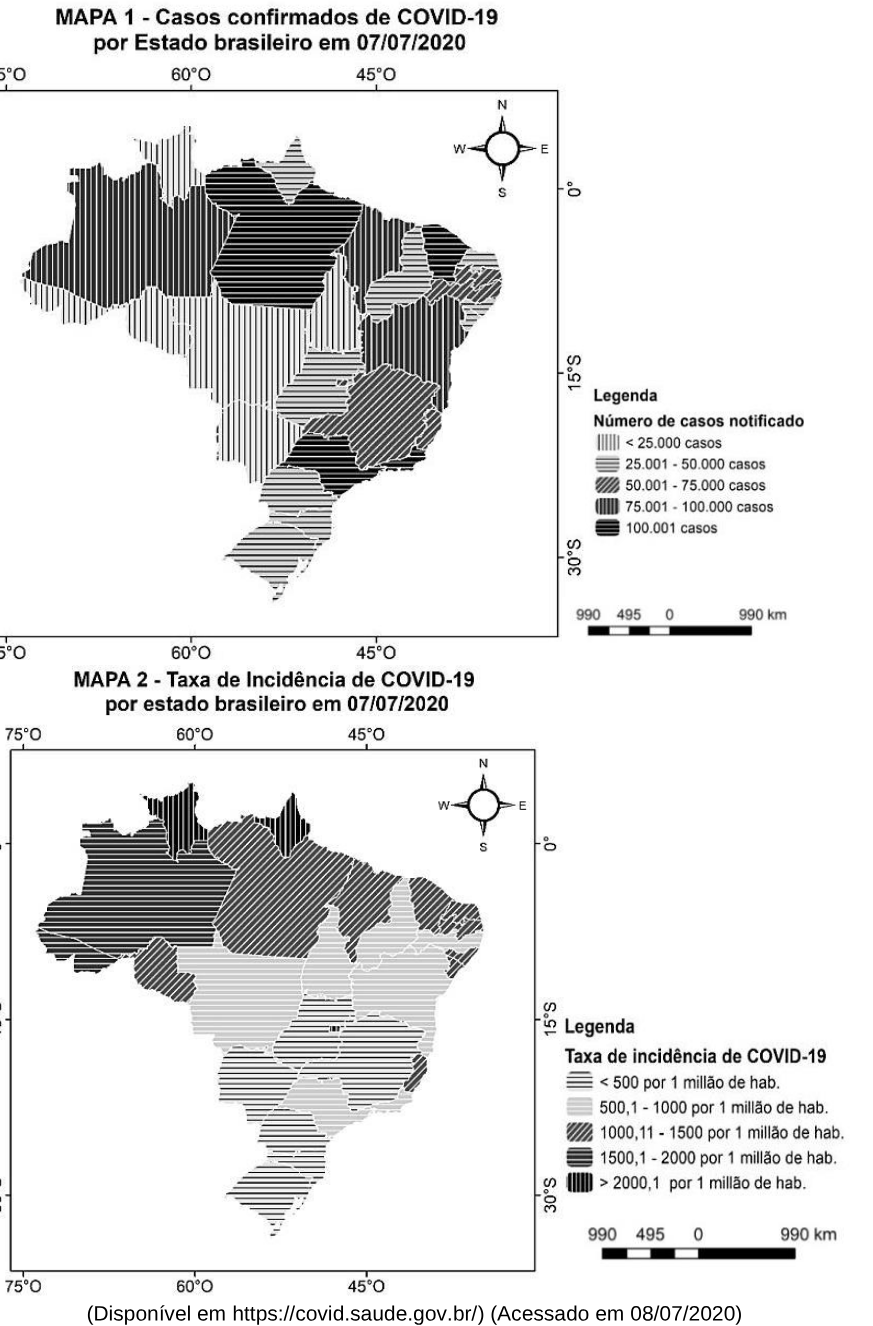 MAPA 1 - Casos confirmados de COVID-19
por Estado brasileiro em 07/07/2020
5°O 60°O 45°O
N
W E
S
0°
15°S
30°S
Legenda
Número de casos notificado
< 25.000 casos
25.001 - 50.000 casos
50.001 - 75.000 casos
75.001 - 100.000 casos
100.001 casos
990 495 0 990 km
5°O 60°O 45°O
MAPA 2 - Taxa de Incidência de COVID-19
por estado brasileiro em 07/07/2020
75°O 60°O 45°O
N
W E
S
0°
15°S
30°S
Legenda
Taxa de incidência de COVID-19
< 500 por 1 millão de hab.
500,1 - 1000 por 1 millão de hab.
1000,11 - 1500 por 1 millão de hab.
1500,1 - 2000 por 1 millão de hab.
> 2000,1 por 1 millão de hab.
990 495 0 990 km
75°O 60°O 45°O
(Disponível em https://covid.saude.gov.br/) (Acessado em 08/07/2020)